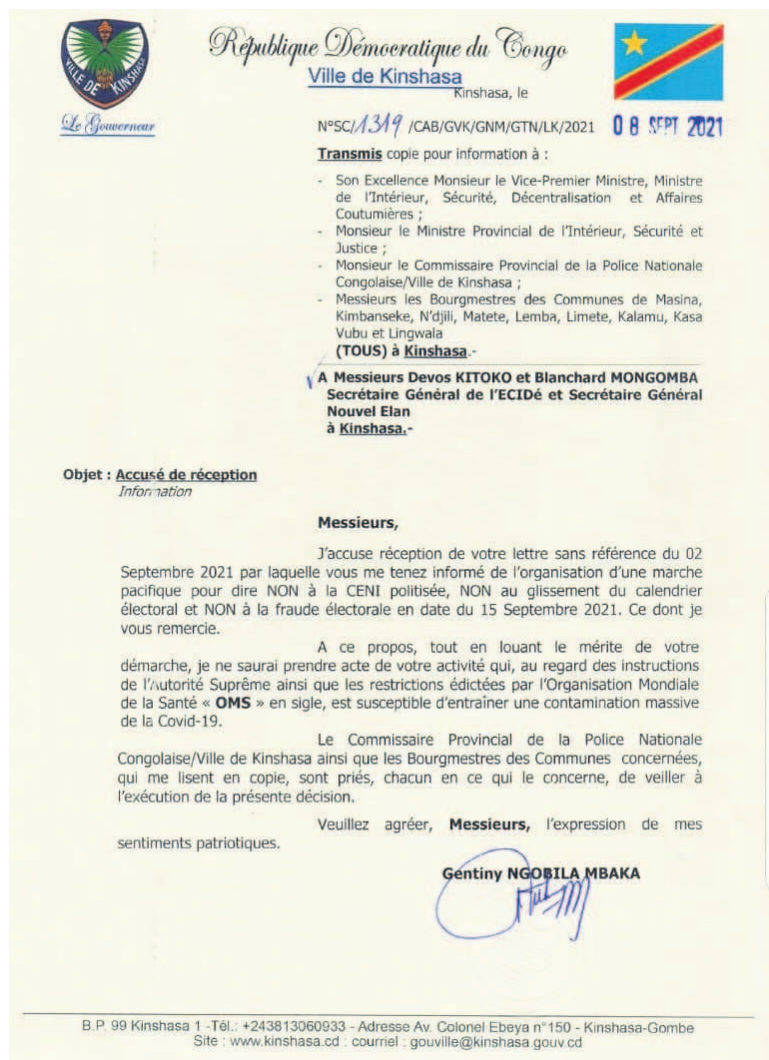 VILLE DE KINSHASA
République Démocratique du Congo
Ville de Kinshasa
Kinshasa, le
Le Gouverneur
N°SC/1319 /CAB/GVK/GNM/GTN/LK/2021 08 SEPT 2021
Transmis copie pour information à :
- Son Excellence Monsieur le Vice-Premier Ministre, Ministre
de l'Intérieur, Sécurité, Décentralisation et Affaires
Coutumières ;
- Monsieur le Ministre Provincial de l'Intérieur, Sécurité et
Justice ;
- Monsieur le Commissaire Provincial de la Police Nationale
Congolaise/Ville de Kinshasa ;
- Messieurs les Bourgmestres des Communes de Masina,
Kimbanseke, N'djili, Matete, Lemba, Limete, Kalamu, Kasa
Vubu et Lingwala
(TOUS) à Kinshasa.-
A Messieurs Devos KITOKO et Blanchard MONGOMBA
Secrétaire Général de l'ECIDé et Secrétaire Général
Nouvel Elan
à Kinshasa.-
Objet : Accusé de réception
Information
Messieurs,
J'accuse réception de votre lettre sans référence du 02
Septembre 2021 par laquelle vous me tenez informé de l'organisation d'une marche
pacifique pour dire NON à la CENI politisée, NON au glissement du calendrier
électoral et NON à la fraude électorale en date du 15 Septembre 2021. Ce dont je
vous remercie.
A ce propos, tout en louant le mérite de votre
démarche, je ne saurai prendre acte de votre activité qui, au regard des instructions
de l'Autorité Suprême ainsi que les restrictions édictées par l'Organisation Mondiale
de la Santé « OMS » en sigle, est susceptible d'entraîner une contamination massive
de la Covid-19.
Le Commissaire Provincial de la Police Nationale
Congolaise/Ville de Kinshasa ainsi que les Bourgmestres des Communes concernées,
qui me lisent en copie, sont priés, chacun en ce qui le concerne, de veiller à
l'exécution de la présente décision.
Veuillez agréer, Messieurs, l'expression de mes
sentiments patriotiques.
Gentiny NGOBILA MBAKA
B.P. 99 Kinshasa 1 -Tél.: +243813060933 - Adresse Av. Colonel Ebeya n°150 - Kinshasa-Gombe
Site : www.kinshasa.cd : courriel : gouville@kinshasa.gouv.cd